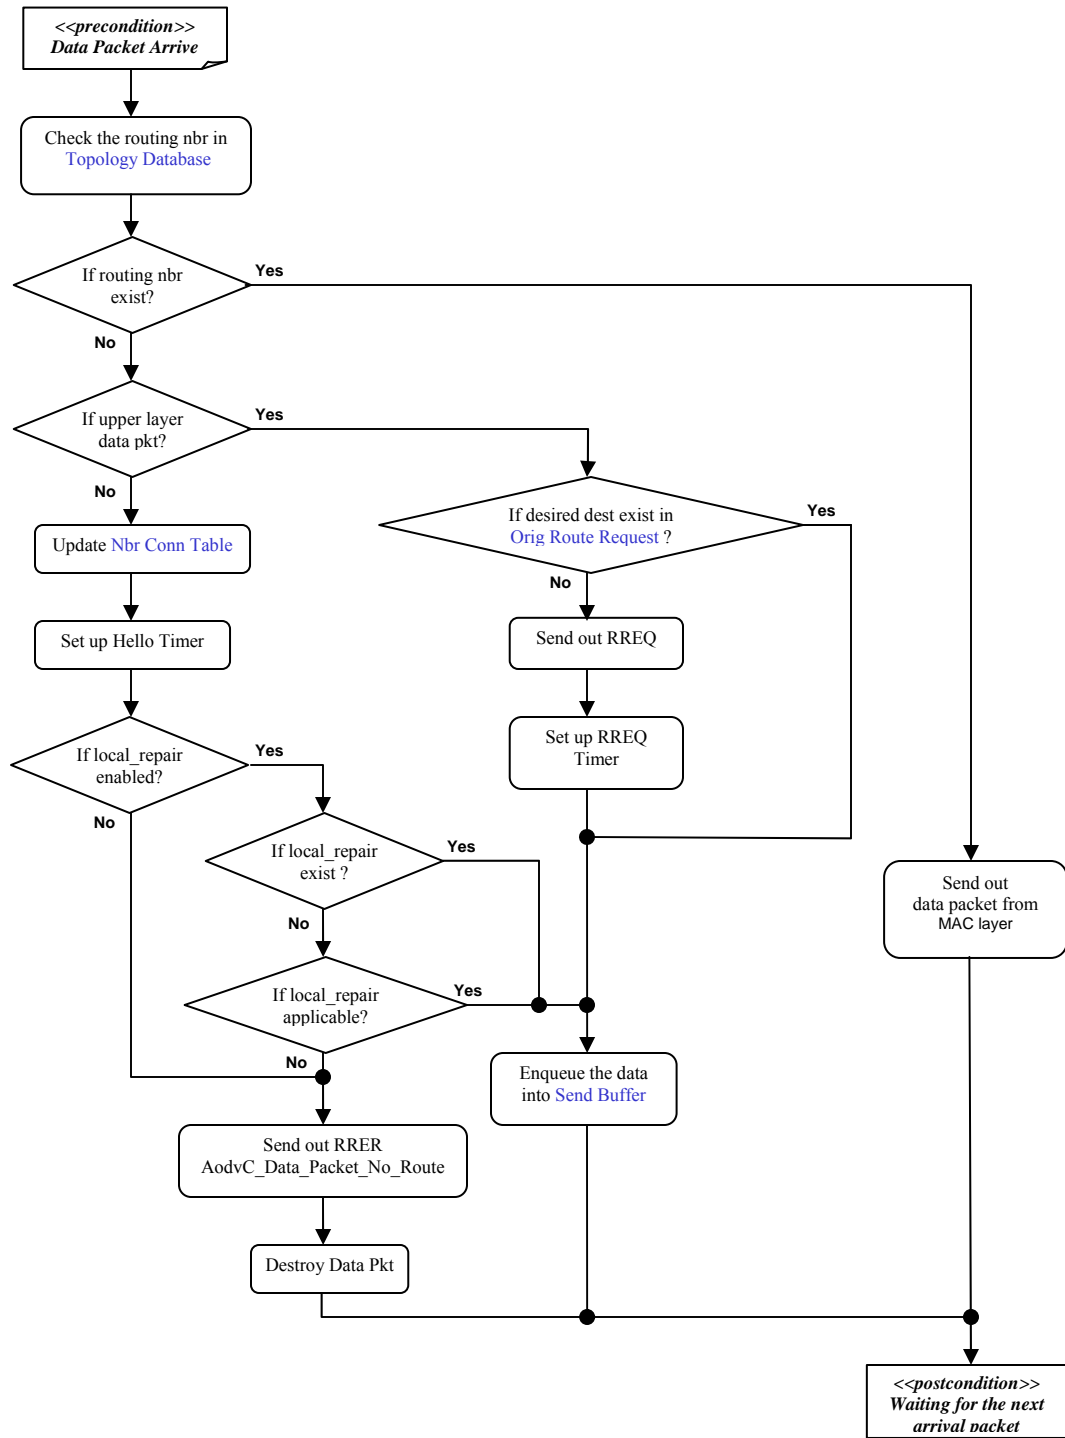 <<precondition>>
Data Packet Arrive
Check the routing nbr in
Topology Database
If routing nbr
exist?
Yes
No
If upper layer
data pkt?
Yes
No
If desired dest exist in
Orig Route Request ?
Yes
No
Update Nbr Conn Table
Set up Hello Timer
Send out RREQ
Set up RREQ
Timer
If local_repair
enabled?
Yes
No
If local_repair
exist ?
Yes
No
If local_repair
applicable?
Yes
No
Send out
data packet from
MAC layer
Enqueue the data
into Send Buffer
Send out RRER
AodvC_Data_Packet_No_Route
Destroy Data Pkt
<<postcondition>>
Waiting for the next
arrival packet